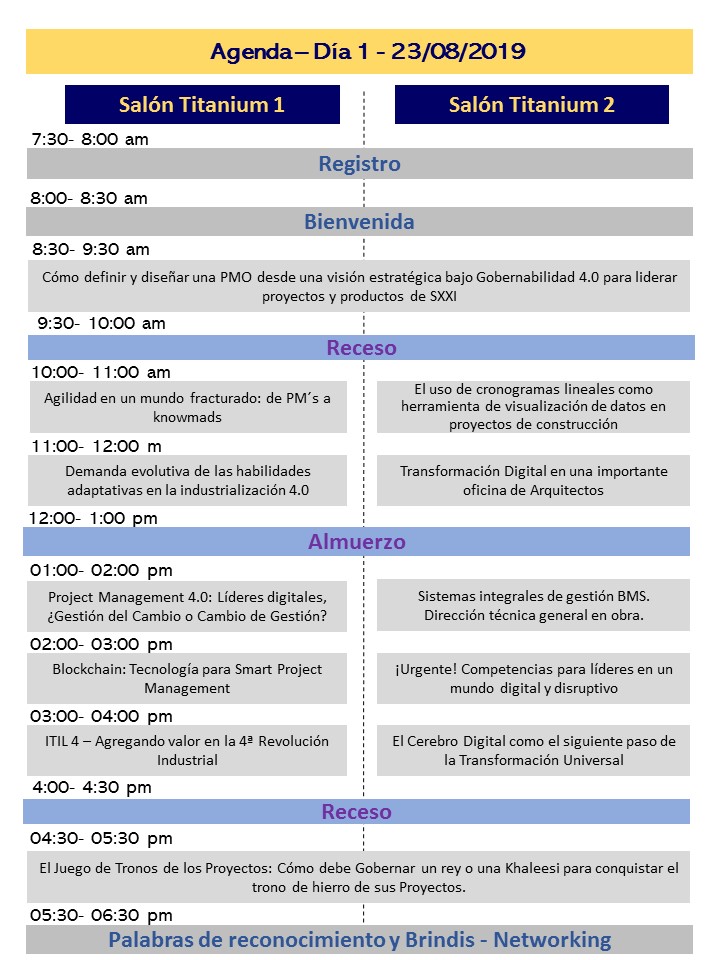 Agenda – Día 1 - 23/08/2019
Salón Titanium 1
Salón Titanium 2
7:30- 8:00 am
Registro
8:00- 8:30 am
Bienvenida
8:30- 9:30 am
Cómo definir y diseñar una PMO desde una visión estratégica bajo Gobernabilidad 4.0 para liderar
proyectos y productos de SXXI
9:30- 10:00 am
Receso
10:00- 11:00 am
Agilidad en un mundo fracturado: de PM´s a
knowmads
El uso de cronogramas lineales como
herramienta de visualización de datos en
proyectos de construcción
11:00- 12:00 m
Demanda evolutiva de las habilidades
adaptativas en la industrialización 4.0
Transformación Digital en una importante
oficina de Arquitectos
12:00- 1:00 pm
Almuerzo
01:00- 02:00 pm
Project Management 4.0: Líderes digitales,
¿Gestión del Cambio o Cambio de Gestión?
Sistemas integrales de gestión BMS.
Dirección técnica general en obra.
02:00- 03:00 pm
Blockchain: Tecnología para Smart Project
Management
¡Urgente! Competencias para líderes en un
mundo digital y disruptivo
03:00- 04:00 pm
ITIL 4 – Agregando valor en la 4ª Revolución
Industrial
El Cerebro Digital como el siguiente paso de
la Transformación Universal
4:00- 4:30 pm
Receso
04:30- 05:30 pm
El Juego de Tronos de los Proyectos: Cómo debe Gobernar un rey o una Khaleesi para conquistar el
trono de hierro de sus Proyectos.
05:30- 06:30 pm
Palabras de reconocimiento y Brindis - Networking